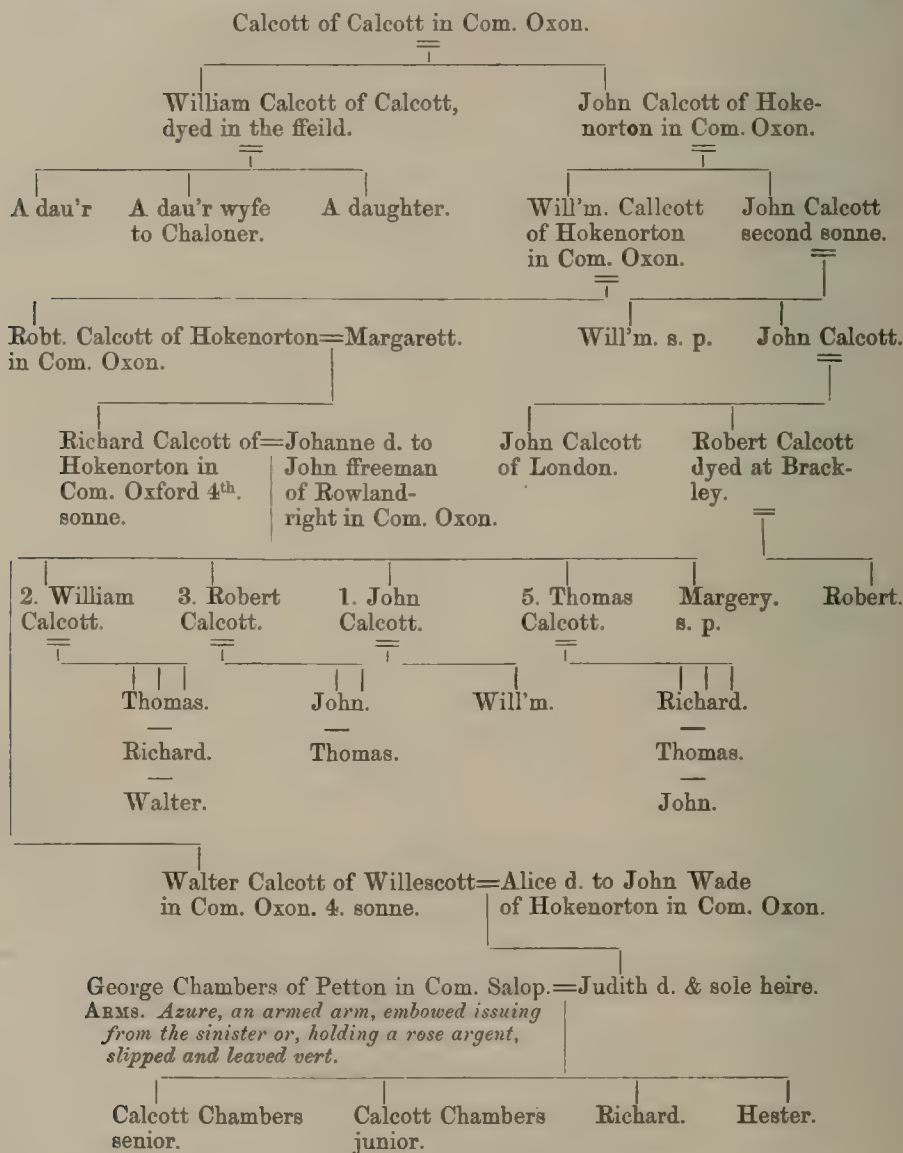 Calcott of Calcott in Com. Oxon.
William Calcott of Calcott,
dyed in the ffeild.
John Calcott of Hoke-
norton in Com. Oxon.
A dau'r
A dau'r wyfe
to Chaloner.
A daughter.
Will'm. Callcott
of Hokenorton
in Com. Oxon.
John Calcott
second sonne.
Robt. Calcott of Hokenorton=Margarett.
in Com. Oxon.
Will'm. s. p.
John Calcott.
Richard Calcott of=Johanne d. to
Hokenorton in John ffreeman
Com. Oxford 4th. of Rowland-
sonne. right in Com. Oxon.
John Calcott
of London.
Robert Calcott
dyed at Brack-
ley.
2. William
Calcott.
3. Robert
Calcott.
1. John
Calcott.
5. Thomas
Calcott.
Margery.
s. p.
Robert.
Thomas.
Richard.
Walter.
John.
Thomas.
Will'm.
Richard.
Thomas.
John.
Walter Calcott of Willescott=Alice d. to John Wade
in Com. Oxon. 4. sonne. of Hokenorton in Com. Oxon.
George Chambers of Petton in Com. Salop.=Judith d. & sole heire.
ARMS. Azure, an armed arm, embowed issuing
from the sinister or, holding a rose argent,
slipped and leaved vert.
Calcott Chambers
senior.
Calcott Chambers
junior.
Richard.
Hester.